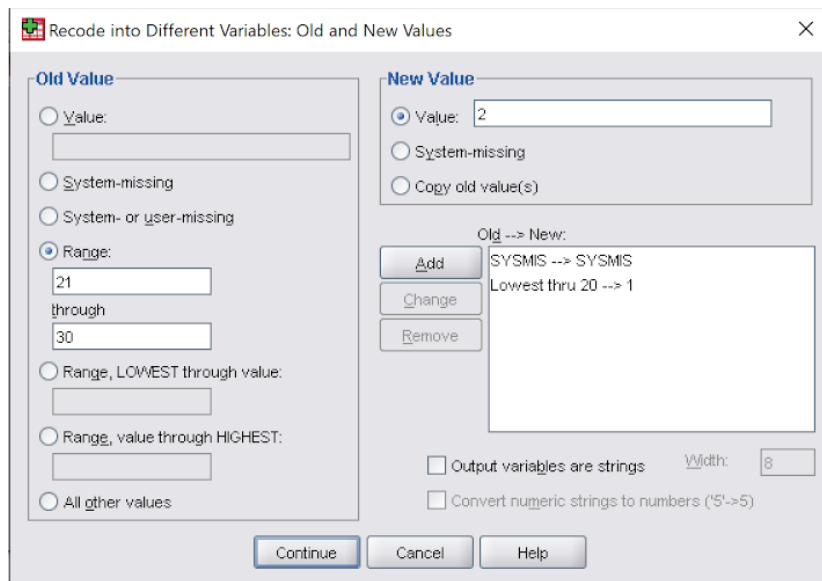 Recode into Different Variables: Old and New Values
Old Value
Value:
System-missing
System- or user-missing
Range:
21
through
30
Range, LOWEST through value:
Range, value through HIGHEST:
All other values
New Value
Value: 2
System-missing
Copy old value(s)
Old --> New:
Add
Change
Remove
SYSMIS --> SYSMIS
Lowest thru 20 --> 1
Output variables are strings Width: 8
Convert numeric strings to numbers ('5'->5)
Continue Cancel Help